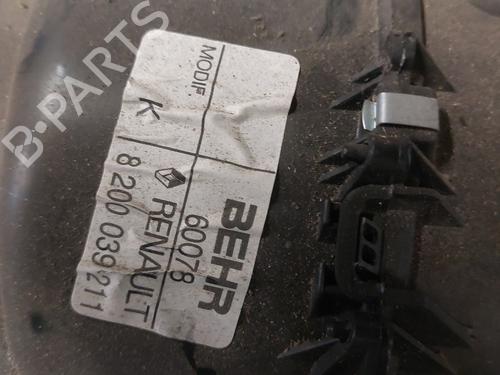 MODIF.
K
BEHR
60078
RENAULT
8 200 039 211
B-PARTS